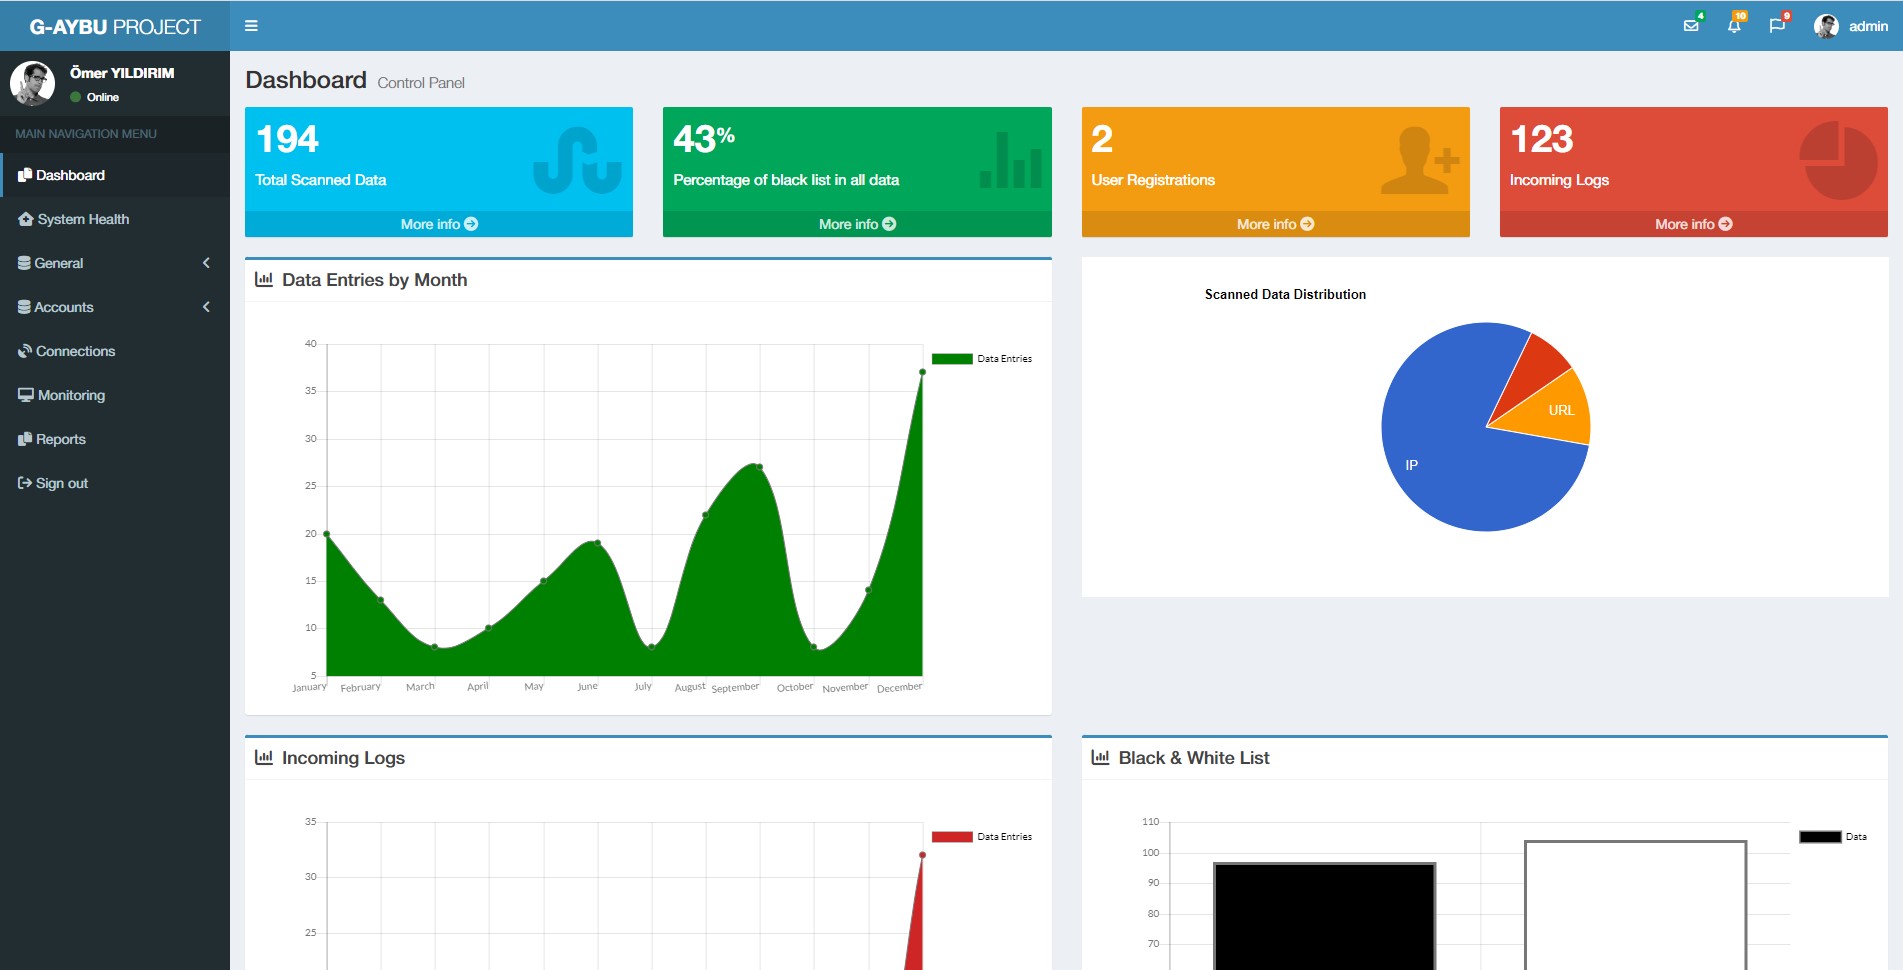 G-AYBU PROJECT
4
10
9
admin
Ömer YILDIRIM
Online
MAIN NAVIGATION MENU
Dashboard
System Health
General
Accounts
Connections
Monitoring
Reports
Sign out
Dashboard Control Panel
194
Total Scanned Data
More info
43%
Percentage of black list in all data
More info
2
User Registrations
More info
123
Incoming Logs
More info
Data Entries by Month
40
35
30
25
20
15
10
5
January February March April May June July August September October November December
Data Entries
Scanned Data Distribution
URL
IP
Incoming Logs
35
30
25
Data Entries
Black & White List
110
100
90
80
70
Data